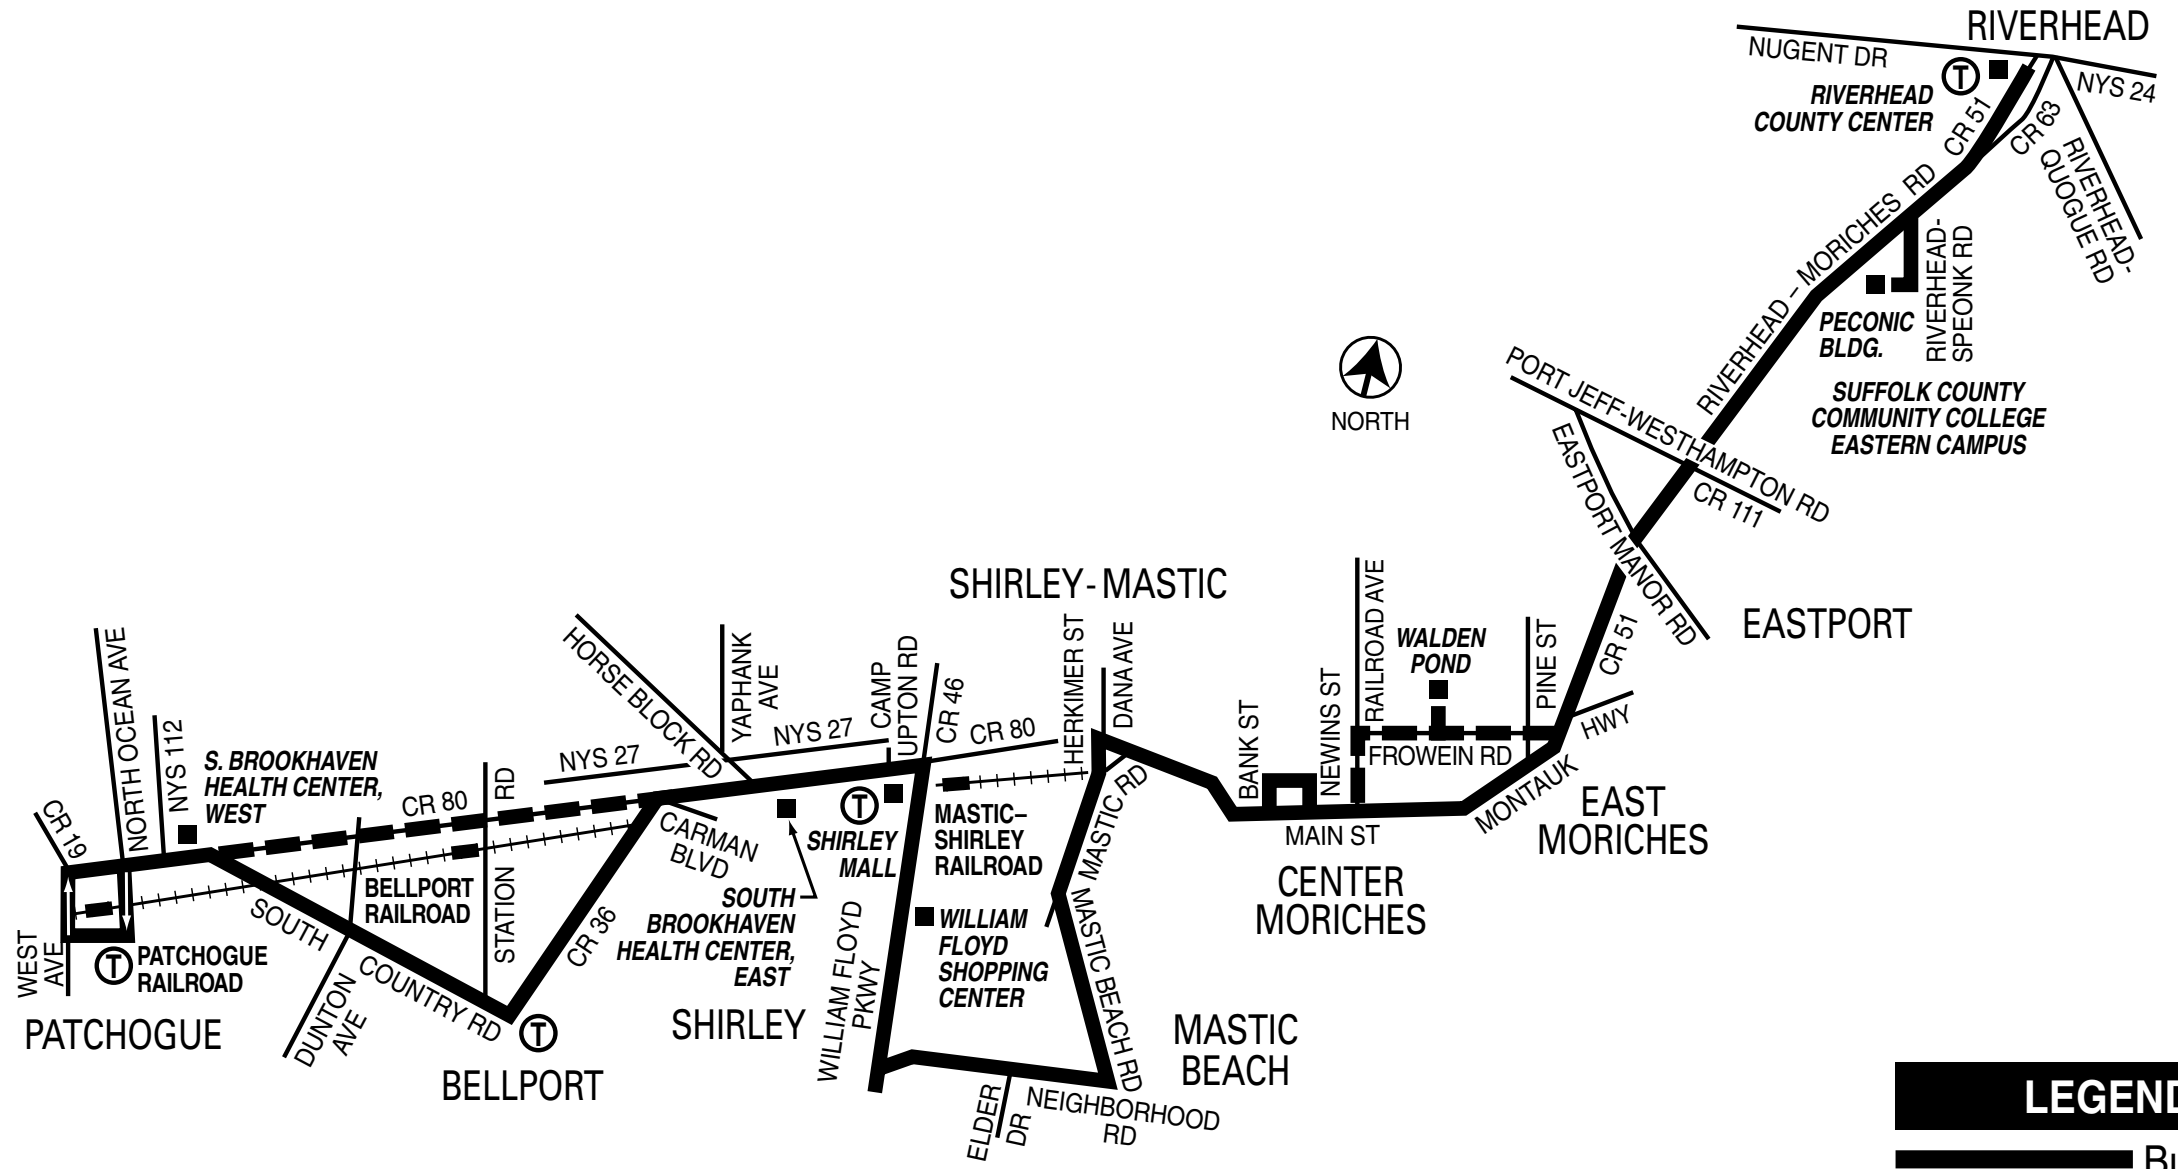 RIVERHEAD
NUGENT DR
T
NYS 24
RIVERHEAD
COUNTY CENTER
CR 51
CR 63
RIVERHEAD-
QUOGUE RD
RIVERHEAD – MORICHES RD
RIVERHEAD-
SPEONK RD
PECONIC
BLDG.
SUFFOLK COUNTY
COMMUNITY COLLEGE
EASTERN CAMPUS
NORTH
PORT JEFF-WESTHAMPTON RD
CR 111
EASTPORT MANOR RD
EASTPORT
CR 51
SHIRLEY-MASTIC
HERKIMER ST
DANA AVE
RAILROAD AVE
WALDEN
POND
PINE ST
HWY
MONTAUK
FROWEIN RD
BANK ST
NEWINS ST
MAIN ST
EAST
MORICHES
CENTER
MORICHES
NORTH OCEAN AVE
NYS 112
CR 19
S. BROOKHAVEN
HEALTH CENTER,
WEST
CR 80
STATION RD
NYS 27
HORSE BLOCK RD
YAPHANK
AVE
NYS 27
CAMP
UPTON RD
CR 46
CR 80
MASTIC RD
MASTIC–
SHIRLEY
RAILROAD
T
SHIRLEY
MALL
CARMAN
BLVD
SOUTH
BROOKHAVEN
HEALTH CENTER,
EAST
WILLIAM
FLOYD
SHOPPING
CENTER
BELLPORT
RAILROAD
CR 36
SOUTH COUNTRY RD
WEST
AVE
T
PATCHOGUE
RAILROAD
PATCHOGUE
DUNTON
AVE
T
BELLPORT
SHIRLEY
WILLIAM FLOYD
PKWY
MASTIC BEACH RD
MASTIC
BEACH
ELDER
DR
NEIGHBORHOOD
RD
LEGEND